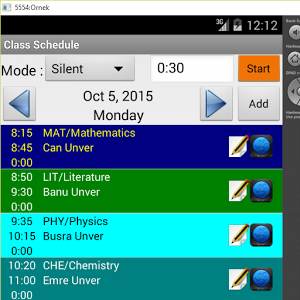 5554:Ornek
3G 12:12
Class Schedule
Mode : Silent 0:30 Start
Oct 5, 2015
Monday
Add
8:15 MAT/Mathematics
8:45 Can Unver
0:00
8:50 LIT/Literature
9:30 Banu Unver
0:00
9:35 PHY/Physics
10:15 Busra Unver
0:00
10:20 CHE/Chemistry
11:00 Emre Unver
0:00